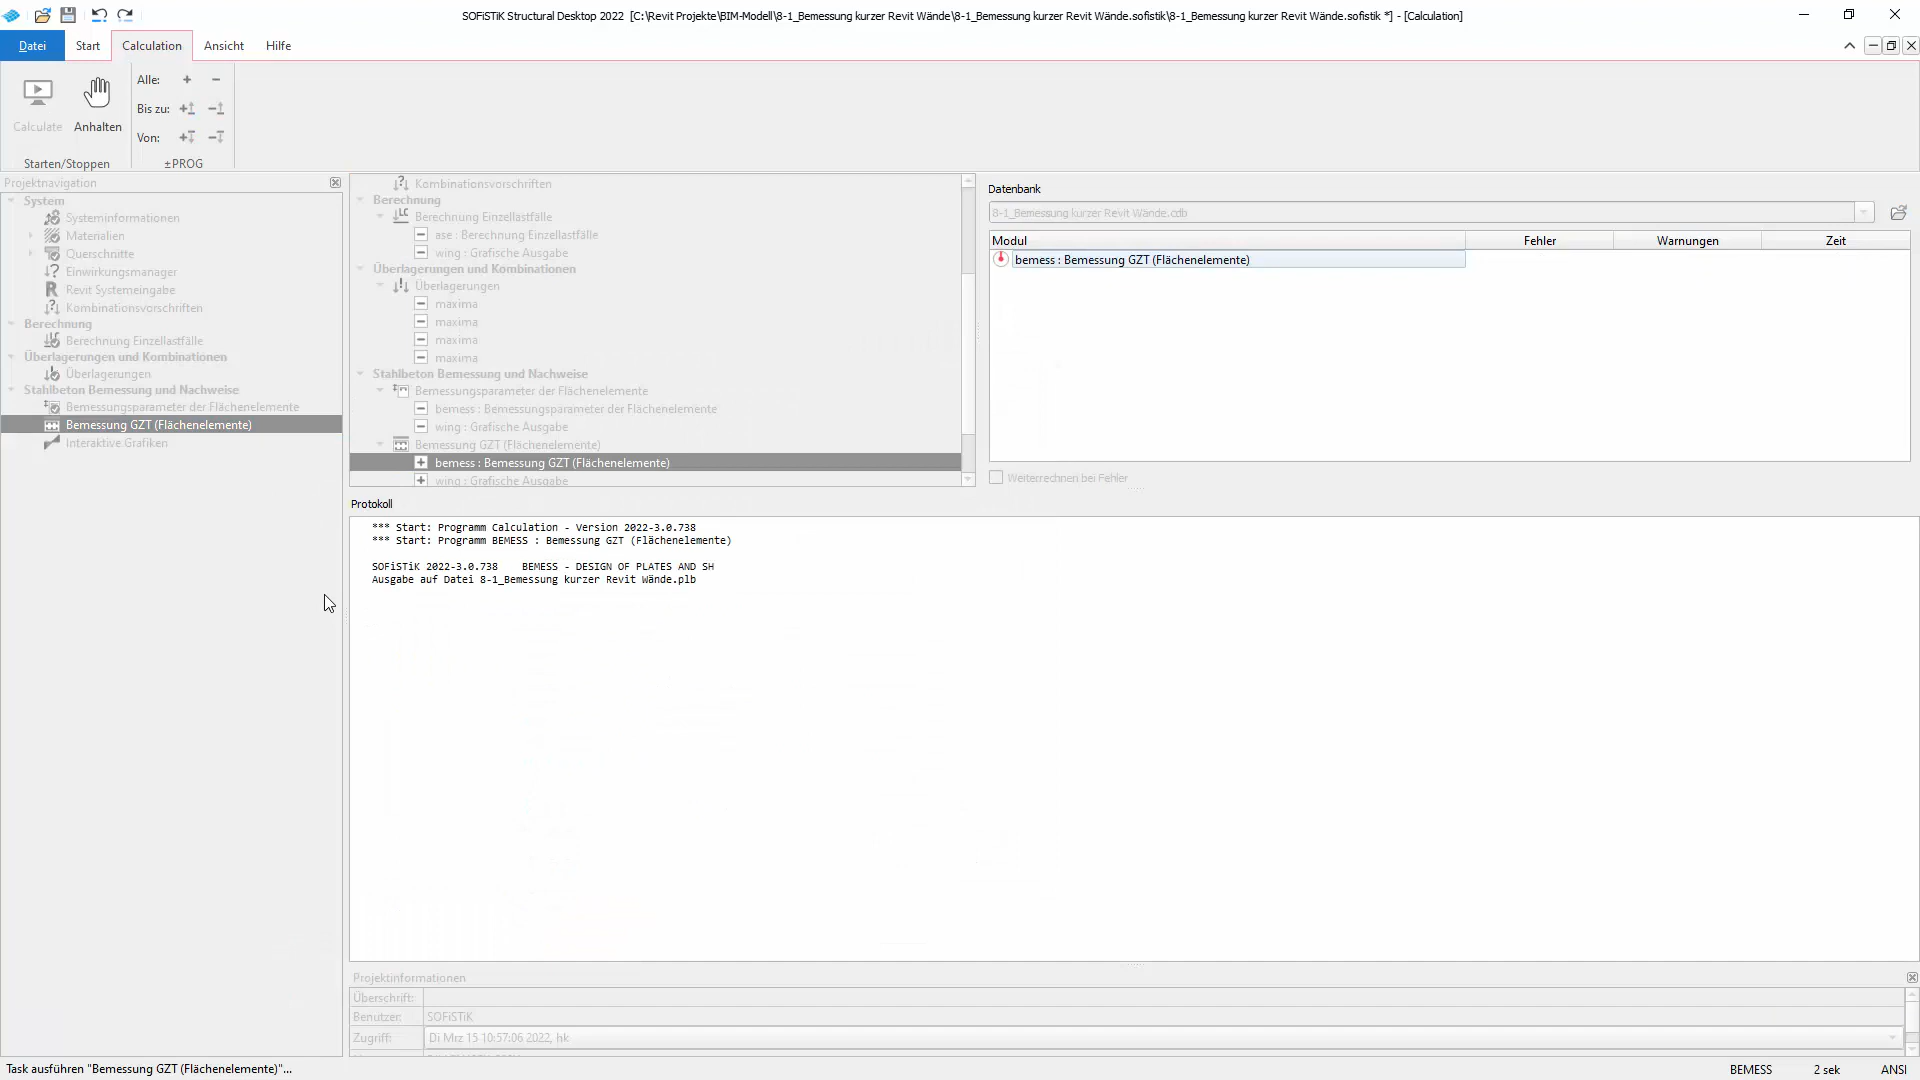 SOFiSTiK Structural Desktop 2022 [C:\Revit Projekte\BIM-Modell\8-1_Bemessung kurzer Revit Wände\8-1_Bemessung kurzer Revit Wände.sofistik\8-1_Bemessung kurzer Revit Wände.sofistik *] - [Calculation]
Datei Start Calculation Ansicht Hilfe
Calculate Anhalten
Starten/Stoppen
Alle: + −
Bis zu:
Von:
±PROG
Projektnavigation
System
Systeminformationen
Materialien
Querschnitte
Einwirkungsmanager
Revit Systemeingabe
Kombinationsvorschriften
Berechnung
Berechnung Einzellastfälle
Überlagerungen und Kombinationen
Überlagerungen
Stahlbeton Bemessung und Nachweise
Bemessungsparameter der Flächenelemente
Bemessung GZT (Flächenelemente)
Interaktive Grafiken
Kombinationsvorschriften
Berechnung
Berechnung Einzellastfälle
ase : Berechnung Einzellastfälle
wing : Grafische Ausgabe
Überlagerungen und Kombinationen
Überlagerungen
maxima
maxima
maxima
maxima
Stahlbeton Bemessung und Nachweise
Bemessungsparameter der Flächenelemente
bemess : Bemessungsparameter der Flächenelemente
wing : Grafische Ausgabe
Bemessung GZT (Flächenelemente)
bemess : Bemessung GZT (Flächenelemente)
wing : Grafische Ausgabe
Datenbank
8-1_Bemessung kurzer Revit Wände.cdb
Modul Fehler Warnungen Zeit
bemess : Bemessung GZT (Flächenelemente)
Weiterrechnen bei Fehler
Protokoll
*** Start: Programm Calculation - Version 2022-3.0.738
*** Start: Programm BEMESS : Bemessung GZT (Flächenelemente)
SOFiSTiK 2022-3.0.738 BEMESS - DESIGN OF PLATES AND SH
Ausgabe auf Datei 8-1_Bemessung kurzer Revit Wände.plb
Projektinformationen
Überschrift:
Benutzer: SOFiSTiK
Zugriff: Di Mrz 15 10:57:06 2022, hk
Task ausführen "Bemessung GZT (Flächenelemente)"...
BEMESS 2 sek ANSI